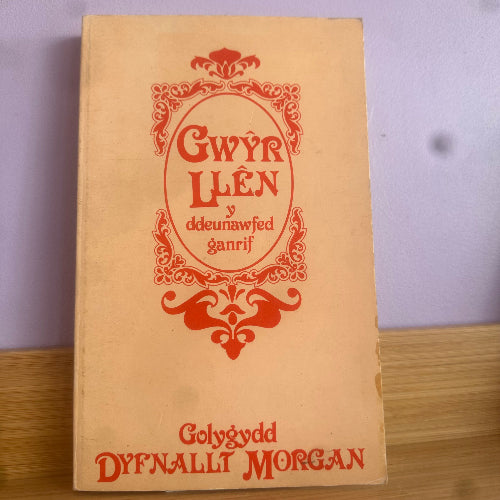 GWŶR
LLÊN
y
ddeunawfed
ganrif
Golygydd
DYFNALLT MORGAN